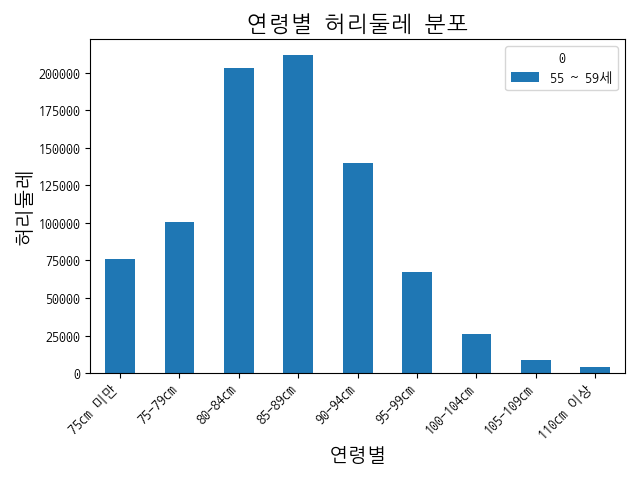 연령별 허리둘레 분포
0
55 ~ 59세
허리둘레
200000
175000
150000
125000
100000
75000
50000
25000
0
75cm 미만
75-79cm
80-84cm
85-89cm
90-94cm
95-99cm
100-104cm
105-109cm
110cm 이상
연령별